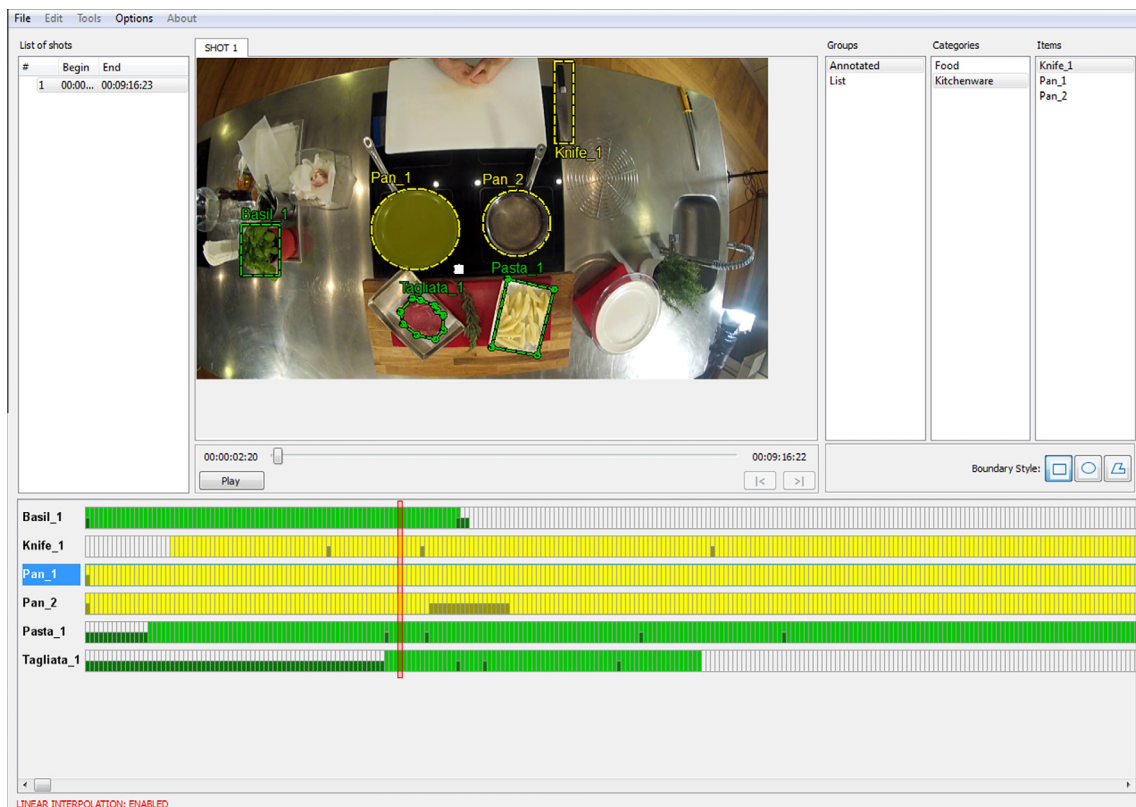 File Edit Tools Options About
List of shots
# Begin End
1 00:00... 00:09:16:23
SHOT 1
Knife_1
Pan_1
Pan_2
Basil_1
Pasta_1
Tagliata_1
00:00:02:20
00:09:16:22
Play
|<
>|
Groups
Annotated
List
Categories
Food
Kitchenware
Items
Knife_1
Pan_1
Pan_2
Boundary Style:
Basil_1
Knife_1
Pan_1
Pan_2
Pasta_1
Tagliata_1
LINEAR INTERPOLATION: ENABLED